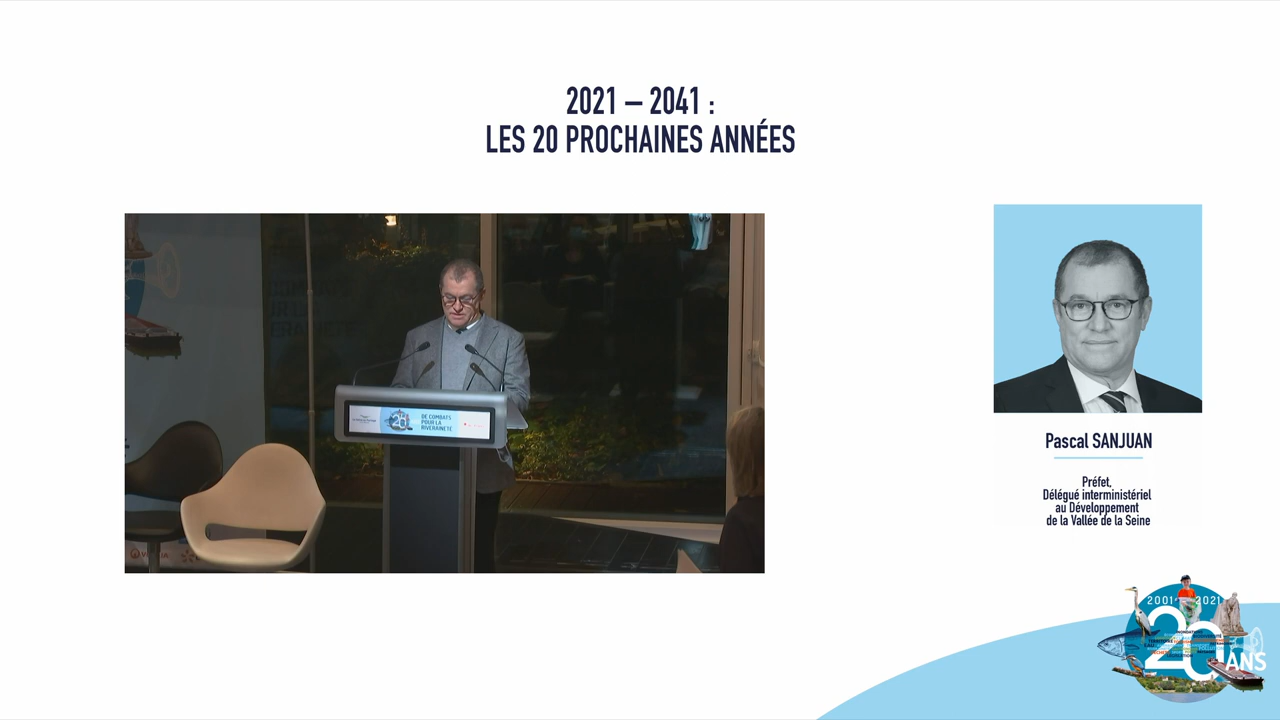 2021 – 2041 :
LES 20 PROCHAINES ANNÉES
DE COMBATS
POUR LA
RIVERAINETÉ
Pascal SANJUAN
Préfet,
Délégué interministériel
au Développement
de la Vallée de la Seine
2001 - 2021
20
ANS